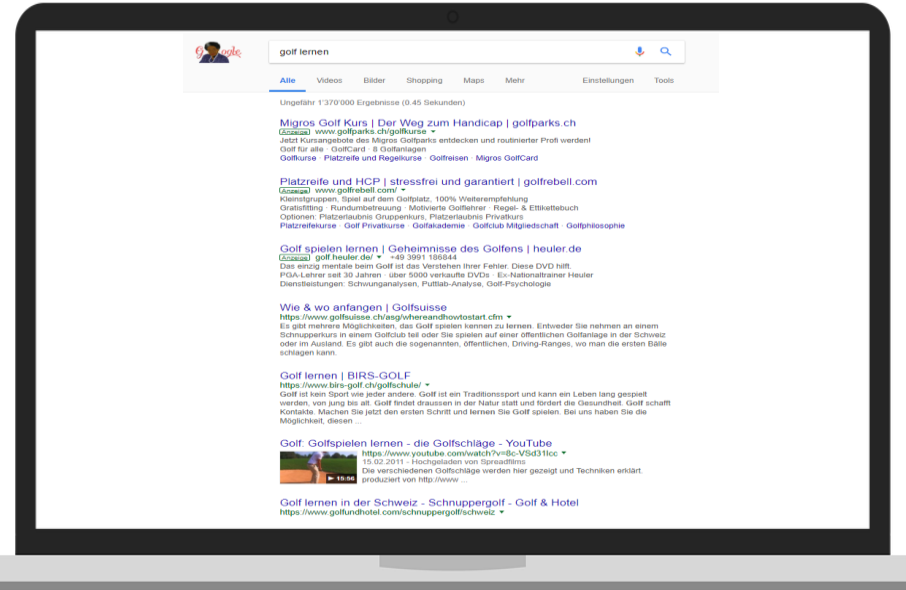 Google
golf lernen
Alle Videos Bilder Shopping Maps Mehr Einstellungen Tools
Ungefähr 1'370'000 Ergebnisse (0.45 Sekunden)
Migros Golf Kurs | Der Weg zum Handicap | golfparks.ch
Anzeige www.golfparks.ch/golfkurse
Jetzt Kursangebote des Migros Golfparks entdecken und routinierter Profi werden!
Golf für alle · GolfCard · 8 Golfanlagen
Golfkurse · Platzreife und Regelkurse · Golfreisen · Migros GolfCard
Platzreife und HCP | stressfrei und garantiert | golfrebell.com
Anzeige www.golfrebell.com/
Kleinstgruppen, Spiel auf dem Golfplatz, 100% Weiterempfehlung
Gratisfitting · Rundumbetreuung · Motivierte Golflehrer · Regel- & Ettikettebuch
Optionen: Platzerlaubnis Gruppenkurs, Platzerlaubnis Privatkurs
Platzreifekurse · Golf Privatkurse · Golfakademie · Golfclub Mitgliedschaft · Golfphilosophie
Golf spielen lernen | Geheimnisse des Golfens | heuler.de
Anzeige golf.heuler.de/ +49 3991 186844
Das einzig mentale beim Golf ist das Verstehen Ihrer Fehler. Diese DVD hilft.
PGA-Lehrer seit 30 Jahren · über 5000 verkaufte DVDs · Ex-Nationaltrainer Heuler
Dienstleistungen: Schwunganalysen, Puttlab-Analyse, Golf-Psychologie
Wie & wo anfangen | Golfsuisse
https://www.golfsuisse.ch/asg/whereandhowtostart.cfm
Es gibt mehrere Möglichkeiten, das Golf spielen kennen zu lernen. Entweder Sie nehmen an einem
Schnupperkurs in einem Golfclub teil oder Sie spielen auf einer öffentlichen Golfanlage in der Schweiz
oder im Ausland. Es gibt auch die sogenannten, öffentlichen, Driving-Ranges, wo man die ersten Bälle
schlagen kann.
Golf lernen | BIRS-GOLF
https://www.birs-golf.ch/golfschule/
Golf ist kein Sport wie jeder andere. Golf ist ein Traditionssport und kann ein Leben lang gespielt
werden, von jung bis alt. Golf findet draussen in der Natur statt und fördert die Gesundheit. Golf schafft
Kontakte. Machen Sie jetzt den ersten Schritt und lernen Sie Golf spielen. Bei uns haben Sie die
Möglichkeit, diesen ...
Golf: Golfspielen lernen - die Golfschläge - YouTube
https://www.youtube.com/watch?v=8c-VSd31lcc
15.02.2011 - Hochgeladen von Spreadfilms
Die verschiedenen Golfschläge werden hier gezeigt und Techniken erklärt.
15:56 produziert von http://www ...
Golf lernen in der Schweiz - Schnuppergolf - Golf & Hotel
https://www.golfundhotel.com/schnuppergolf/schweiz